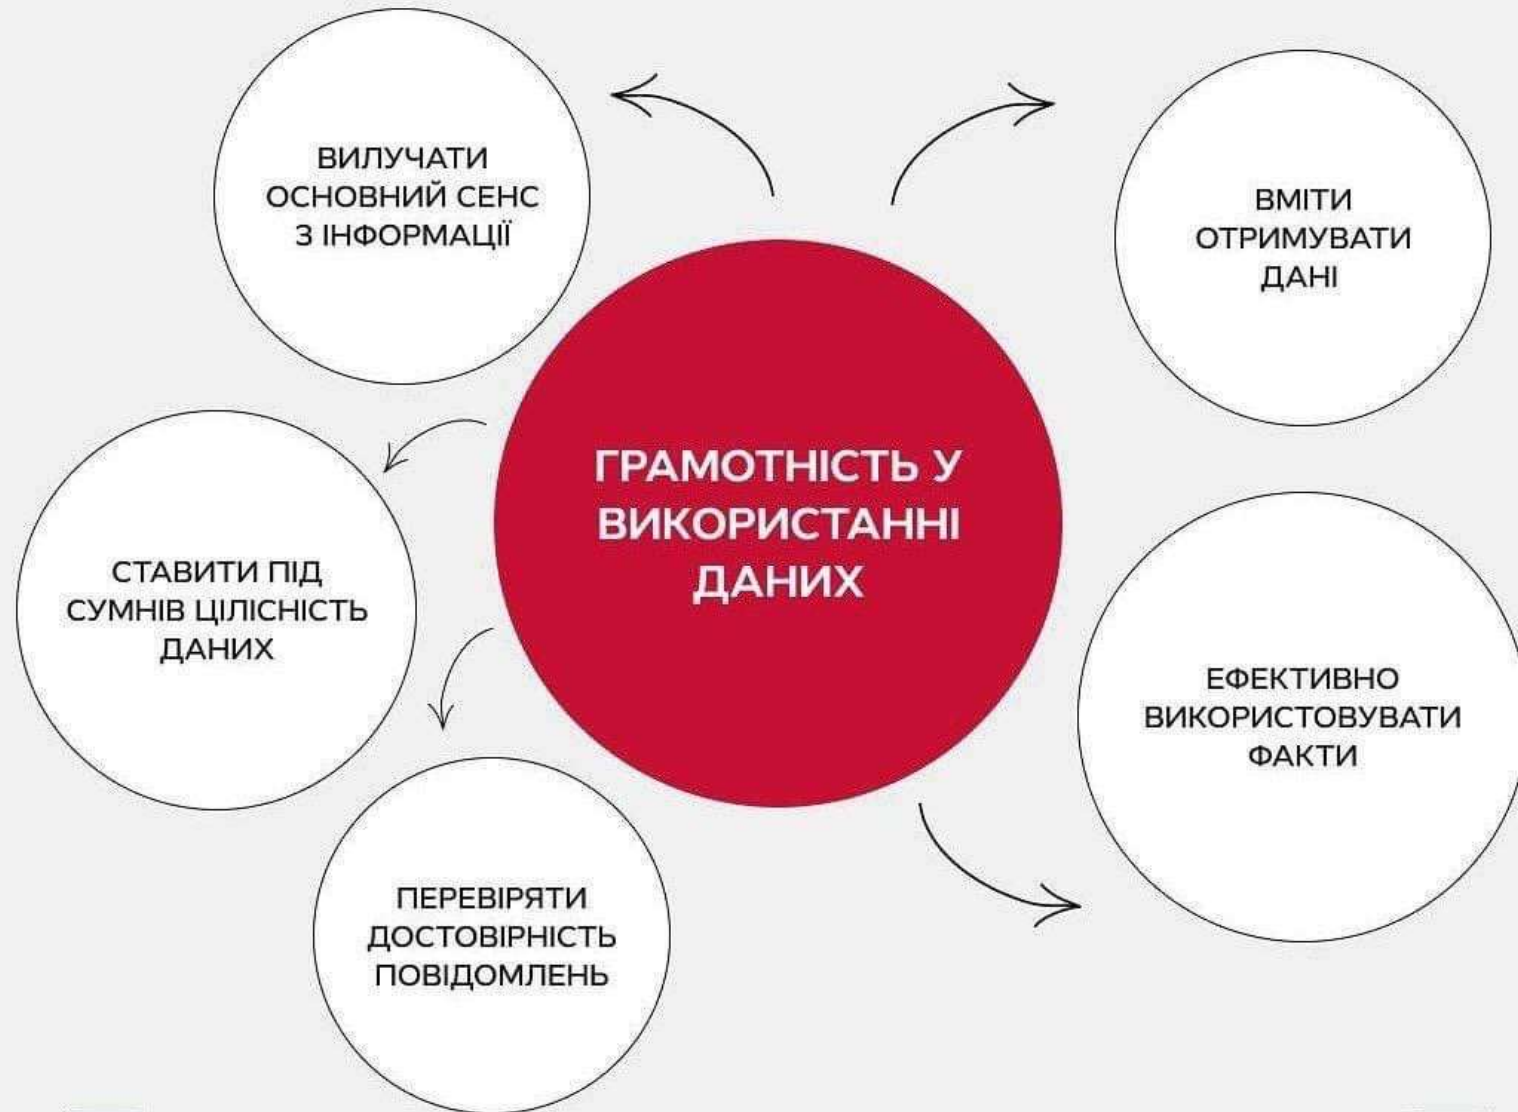 ВИЛУЧАТИ
ОСНОВНИЙ СЕНС
З ІНФОРМАЦІЇ
ВМІТИ
ОТРИМУВАТИ
ДАНІ
ГРАМОТНІСТЬ У
ВИКОРИСТАННІ
ДАНИХ
СТАВИТИ ПІД
СУМНІВ ЦІЛІСНІСТЬ
ДАНИХ
ЕФЕКТИВНО
ВИКОРИСТОВУВАТИ
ФАКТИ
ПЕРЕВІРЯТИ
ДОСТОВІРНІСТЬ
ПОВІДОМЛЕНЬ